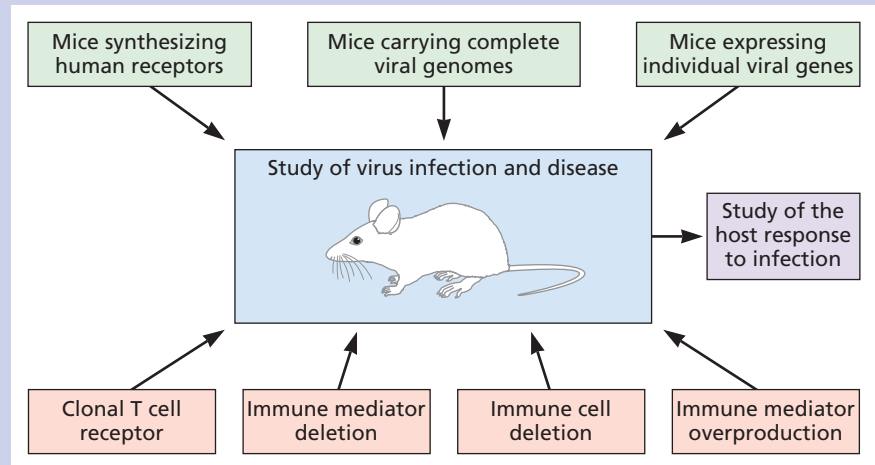 Mice synthesizing
human receptors
Mice carrying complete
viral genomes
Mice expressing
individual viral genes
Study of virus infection and disease
Study of the
host response
to infection
Clonal T cell
receptor
Immune mediator
deletion
Immune cell
deletion
Immune mediator
overproduction